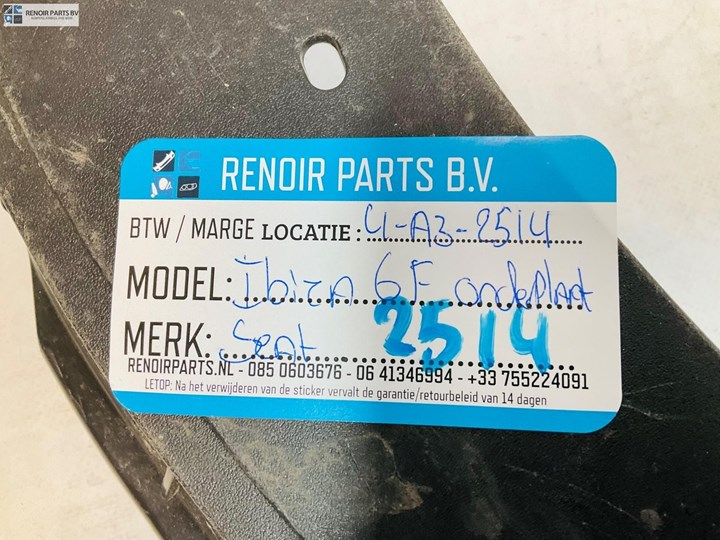 RENOIR PARTS BV
RENOIR PARTS B.V.
BTW / MARGE LOCATIE: 4-A3-2514
MODEL: Ibiza 6F onderplaat
MERK: Seat 2514
RENOIRPARTS.NL - 085 0603676 - 06 41346994 - +33 755224091
LETOP: Na het verwijderen van de sticker vervalt de garantie/retourbeleid van 14 dagen